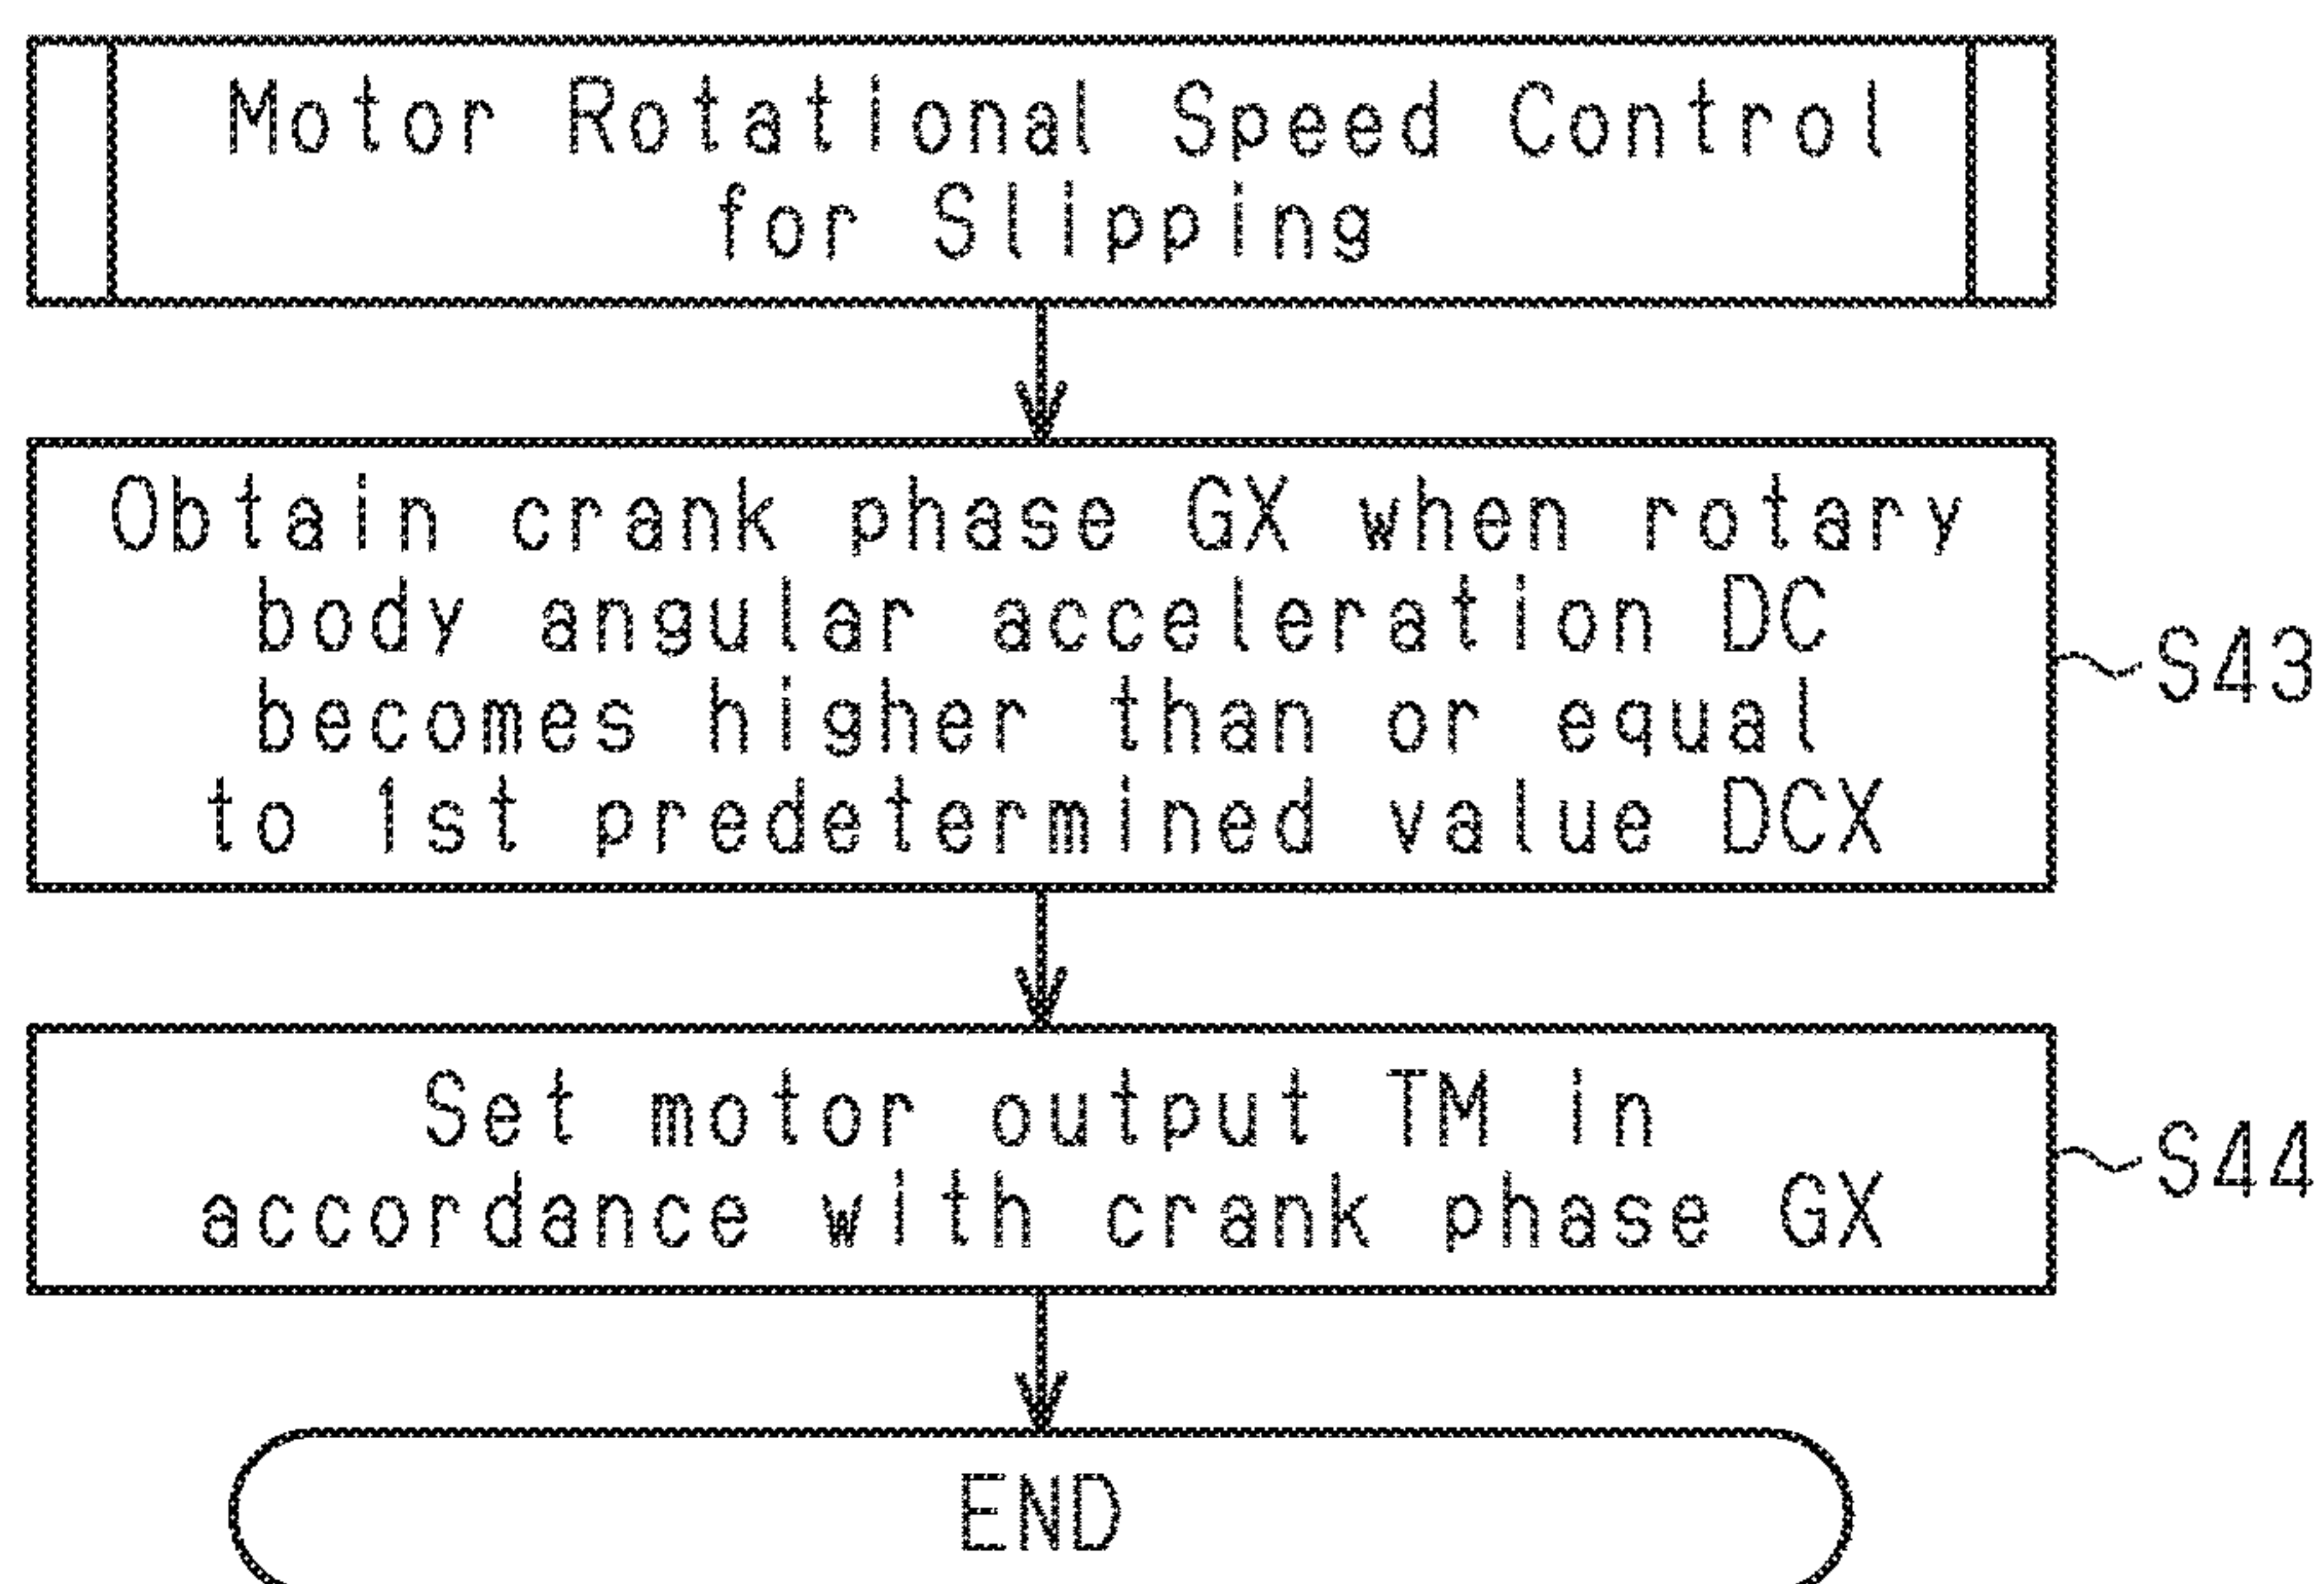 Motor Rotational Speed Control
for Slipping
Obtain crank phase GX when rotary
body angular acceleration DC
becomes higher than or equal
to 1st predetermined value DCX
S43
Set motor output TM in
accordance with crank phase GX
S44
END